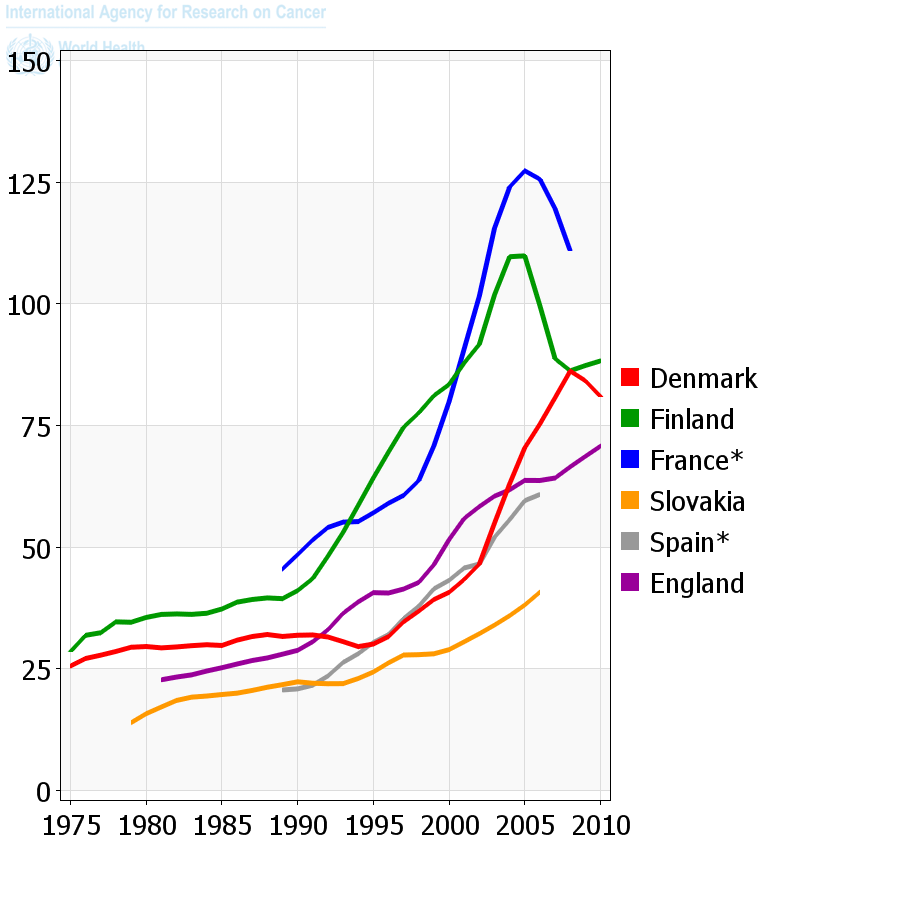 International Agency for Research on Cancer
World Health
150
125
100
75
50
25
0
1975 1980 1985 1990 1995 2000 2005 2010
Denmark
Finland
France*
Slovakia
Spain*
England